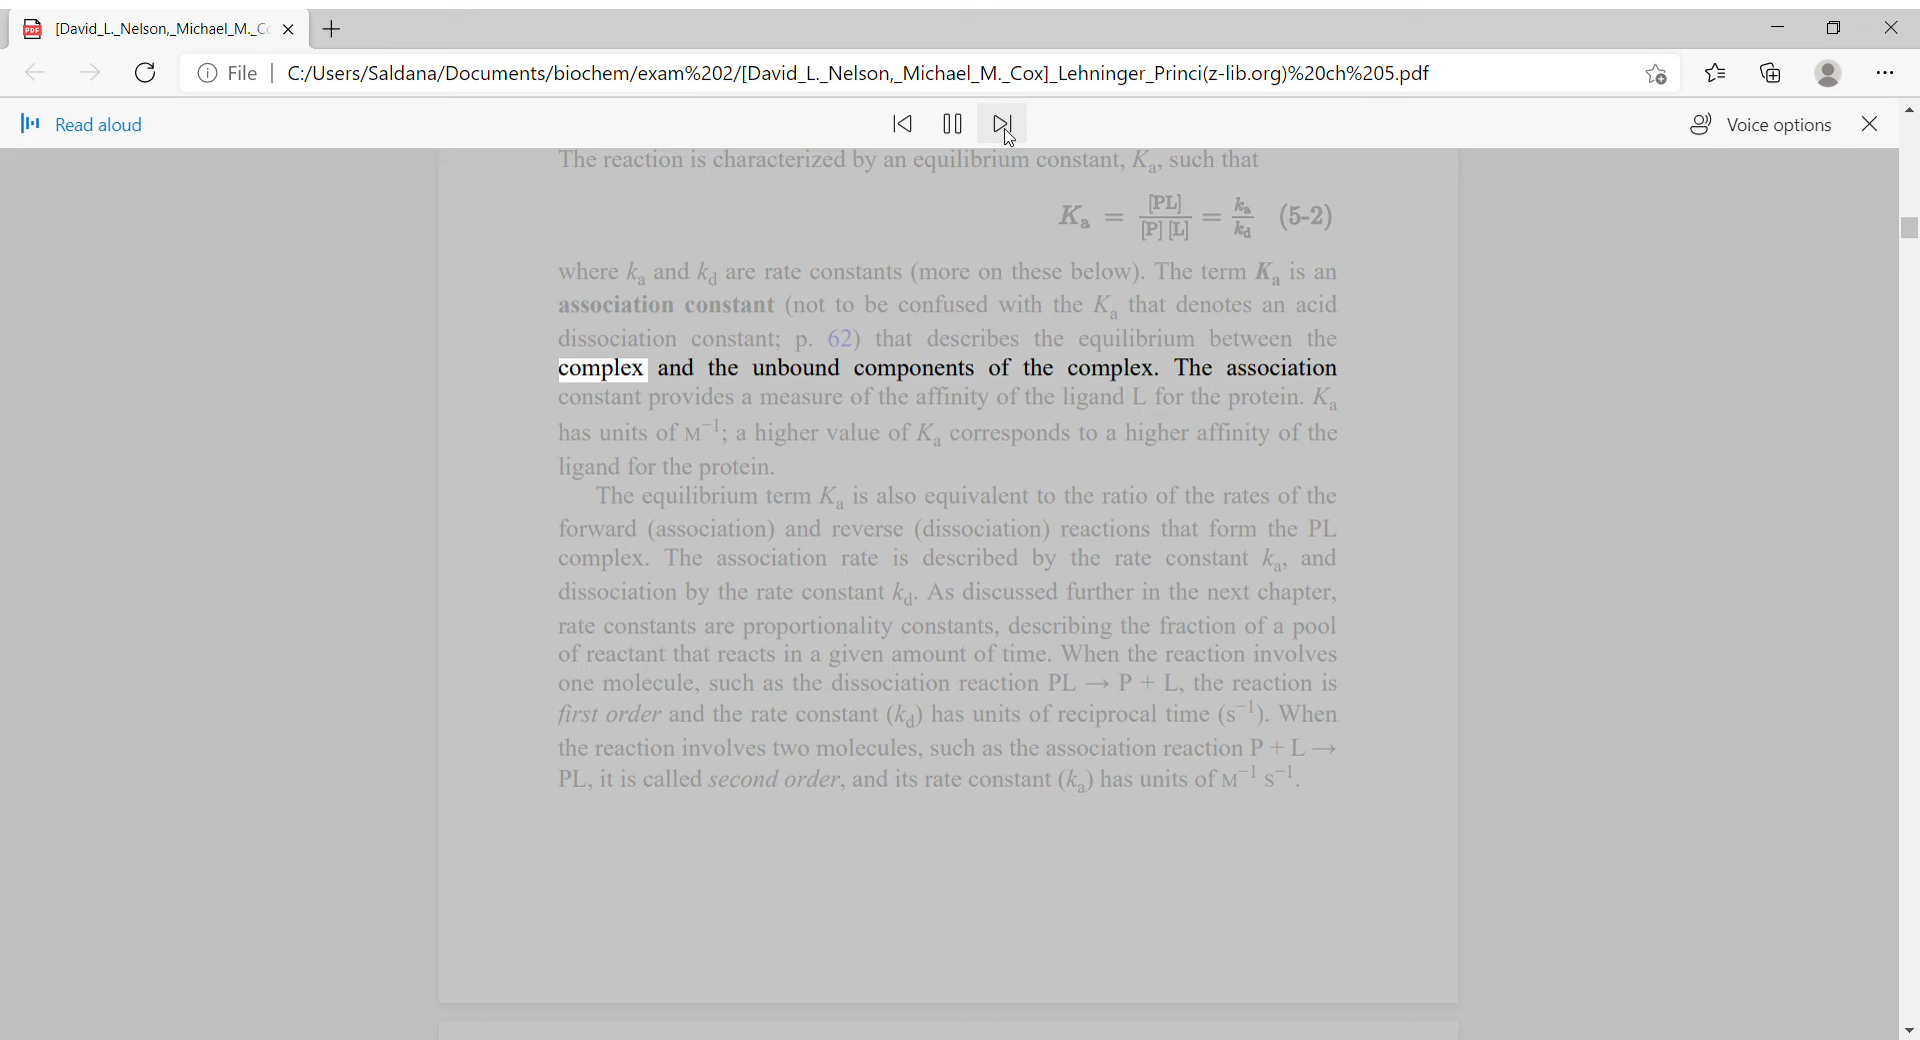 [David_L._Nelson,_Michael_M._Co
File | C:/Users/Saldana/Documents/biochem/exam%202/[David_L._Nelson,_Michael_M._Cox]_Lehninger_Princi(z-lib.org)%20ch%205.pdf
Read aloud
Voice options
The reaction is characterized by an equilibrium constant, Kₐ, such that
Kₐ = [PL] / [P] [L] = kₐ / k_d (5-2)
where kₐ and k_d are rate constants (more on these below). The term Kₐ is an
association constant (not to be confused with the Kₐ that denotes an acid
dissociation constant; p. 62) that describes the equilibrium between the
complex and the unbound components of the complex. The association
constant provides a measure of the affinity of the ligand L for the protein. Kₐ
has units of M⁻¹; a higher value of Kₐ corresponds to a higher affinity of the
ligand for the protein.
The equilibrium term Kₐ is also equivalent to the ratio of the rates of the
forward (association) and reverse (dissociation) reactions that form the PL
complex. The association rate is described by the rate constant kₐ, and
dissociation by the rate constant k_d. As discussed further in the next chapter,
rate constants are proportionality constants, describing the fraction of a pool
of reactant that reacts in a given amount of time. When the reaction involves
one molecule, such as the dissociation reaction PL → P + L, the reaction is
first order and the rate constant (k_d) has units of reciprocal time (s⁻¹). When
the reaction involves two molecules, such as the association reaction P + L →
PL, it is called second order, and its rate constant (kₐ) has units of M⁻¹ S⁻¹.